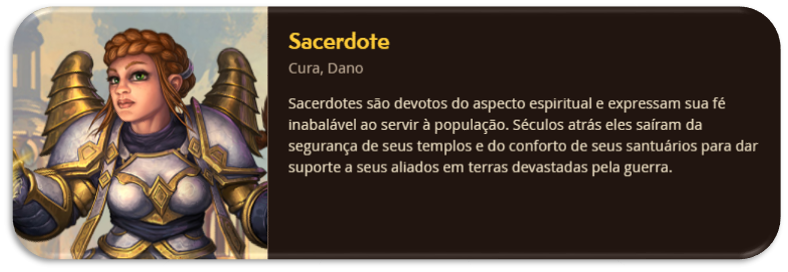 Sacerdote
Cura, Dano
Sacerdotes são devotos do aspecto espiritual e expressam sua fé
inabalável ao servir à população. Séculos atrás eles saíram da
segurança de seus templos e do conforto de seus santuários para dar
suporte a seus aliados em terras devastadas pela guerra.